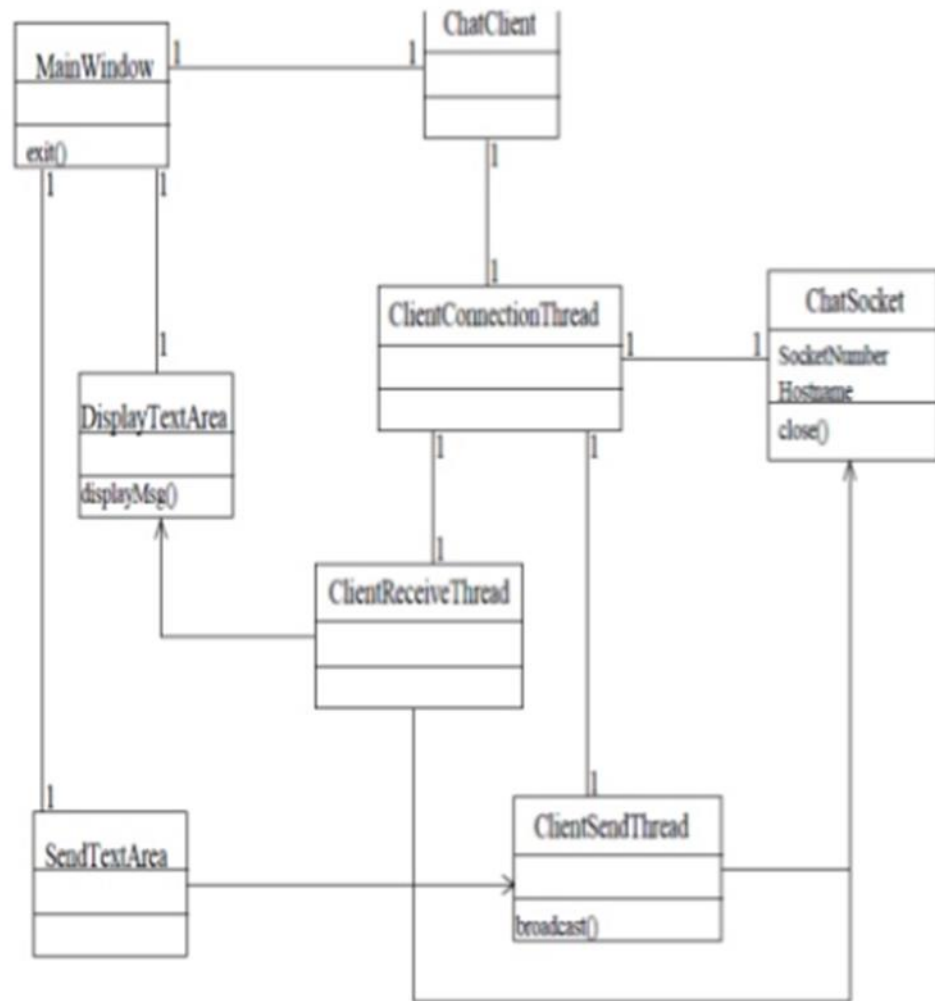 ChatClient
MainWindow
exit()
1
1
1
1
1
1
ClientConnectionThread
ChatSocket
SocketNumber
Hostname
close()
1
1
1
DisplayTextArea
displayMsg()
1
1
1
ClientReceiveThread
1
1
SendTextArea
ClientSendThread
broadcast()